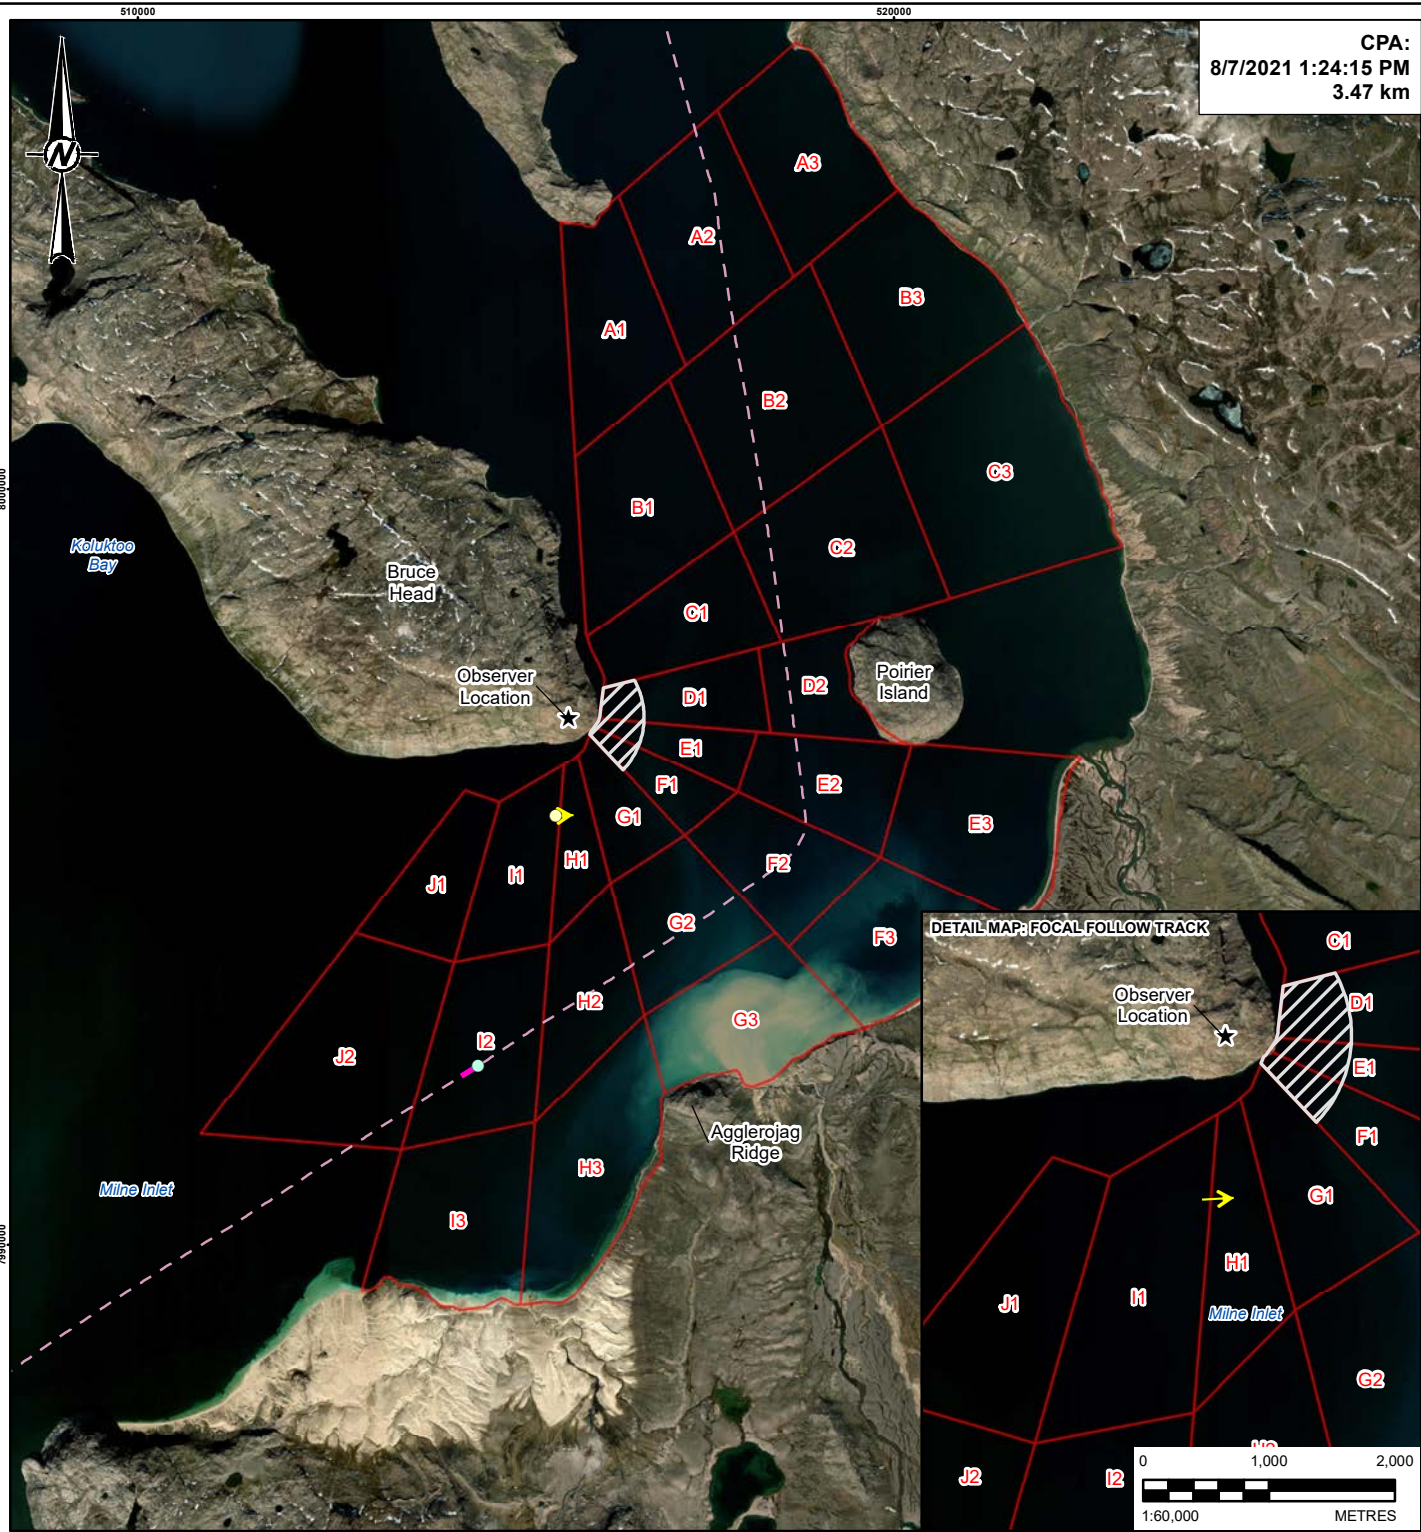 510000
520000
CPA:
8/7/2021 1:24:15 PM
3.47 km
N
A3
A2
B3
A1
B2
C3
8000000
B1
Koluktoo
Bay
C2
Bruce
Head
C1
Observer
Location
Poirier
Island
D1
D2
E1
F1
E2
G1
E3
H1
F2
I1
J1
G2
F3
H2
G3
I2
J2
Agglerojag
Ridge
H3
Milne Inlet
I3
7990000
DETAIL MAP: FOCAL FOLLOW TRACK
C1
Observer
Location
D1
E1
F1
G1
H1
I1
J1
Milne Inlet
G2
H2
J2
I2
0 1,000 2,000
1:60,000 METRES